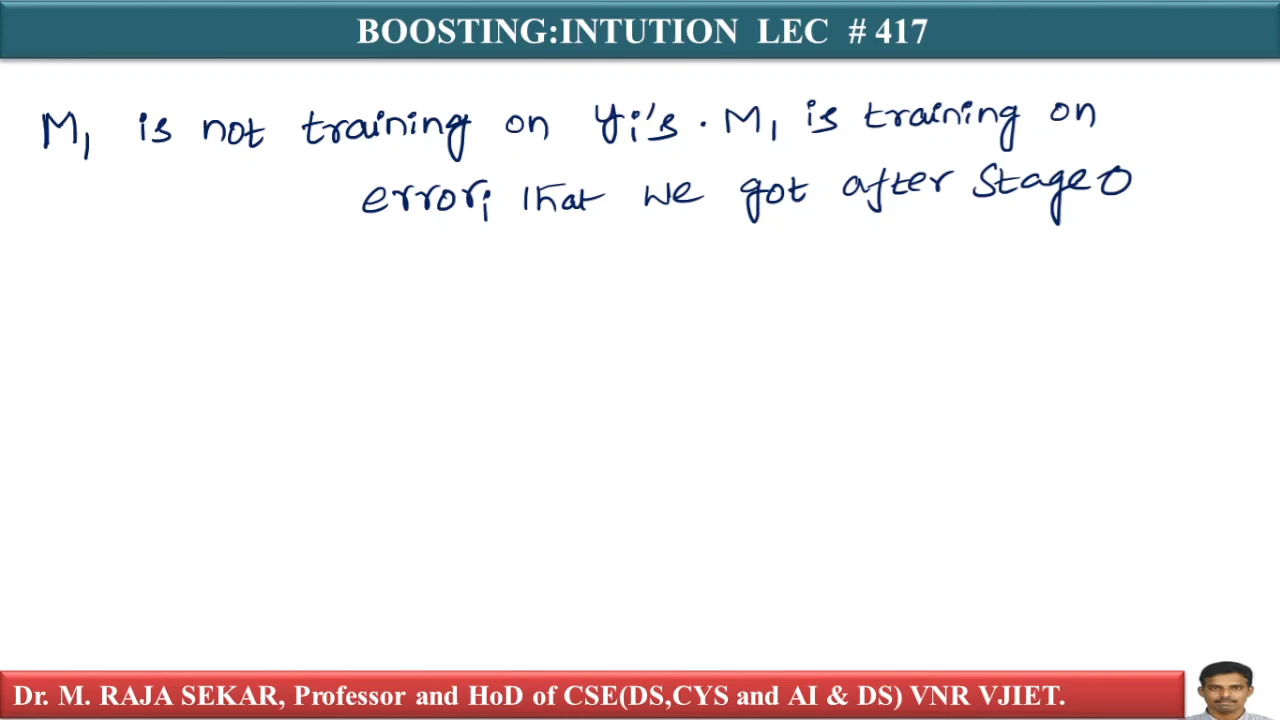 BOOSTING:INTUTION LEC # 417
M₁ is not training on yᵢ's. M₁ is training on
errorᵢ that we got after stage 0
Dr. M. RAJA SEKAR, Professor and HoD of CSE(DS,CYS and AI & DS) VNR VJIET.